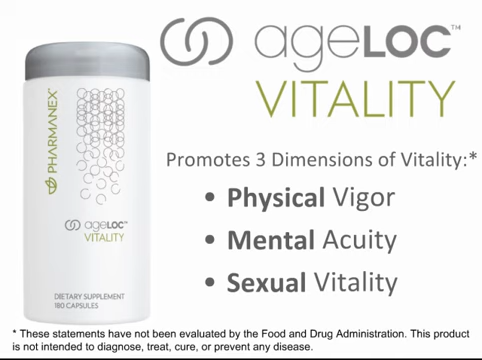 ageLOC™
VITALITY
PHARMANEX®
ageLOC™
VITALITY
DIETARY SUPPLEMENT
180 CAPSULES
Promotes 3 Dimensions of Vitality:*
• Physical Vigor
• Mental Acuity
• Sexual Vitality
* These statements have not been evaluated by the Food and Drug Administration. This product
is not intended to diagnose, treat, cure, or prevent any disease.